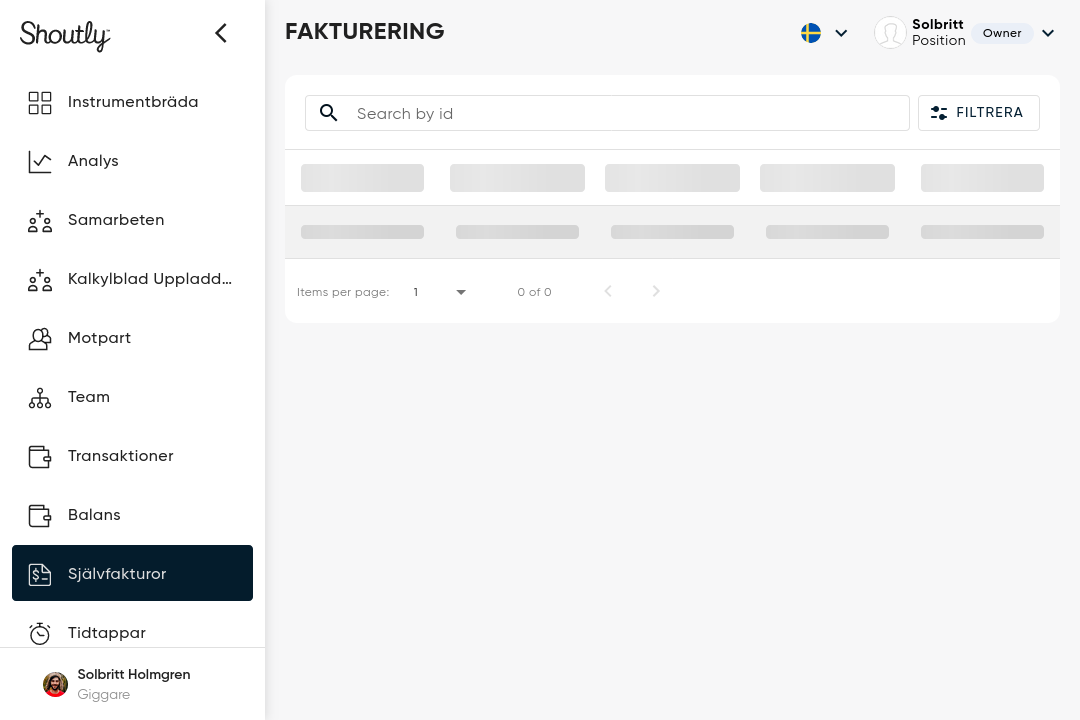 Shoutly
Instrumentbräda
Analys
Samarbeten
Kalkylblad Uppladd...
Motpart
Team
Transaktioner
Balans
Självfakturor
Tidtappar
Solbritt Holmgren
Giggare
FAKTURERING
Solbritt
Position
Owner
Search by id
FILTRERA
Items per page:
1
0 of 0